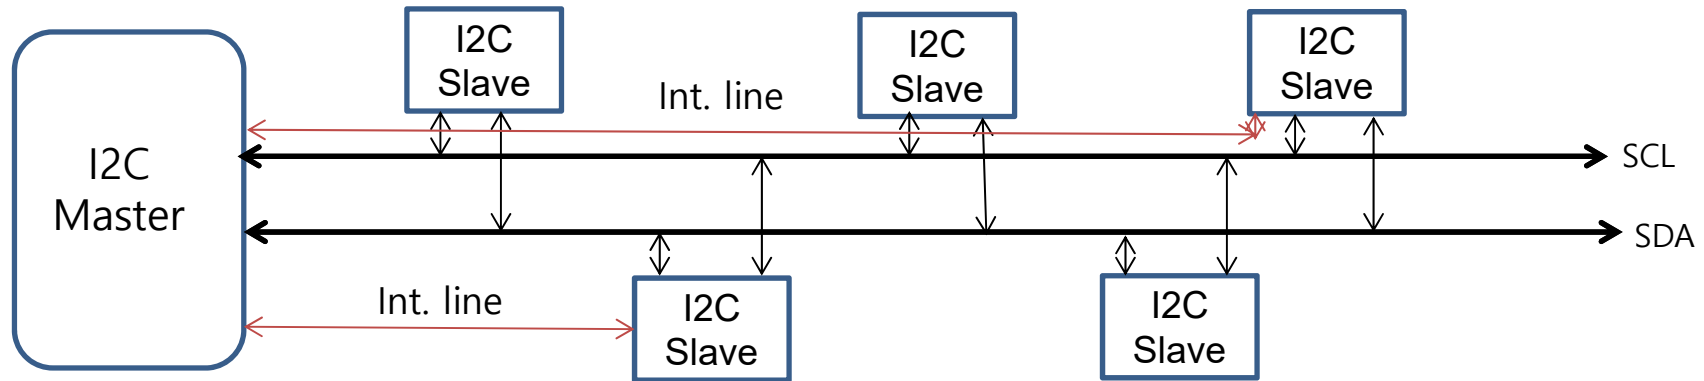 I2C
Slave
I2C
Slave
I2C
Slave
Int. line
I2C
Master
SCL
SDA
Int. line
I2C
Slave
I2C
Slave